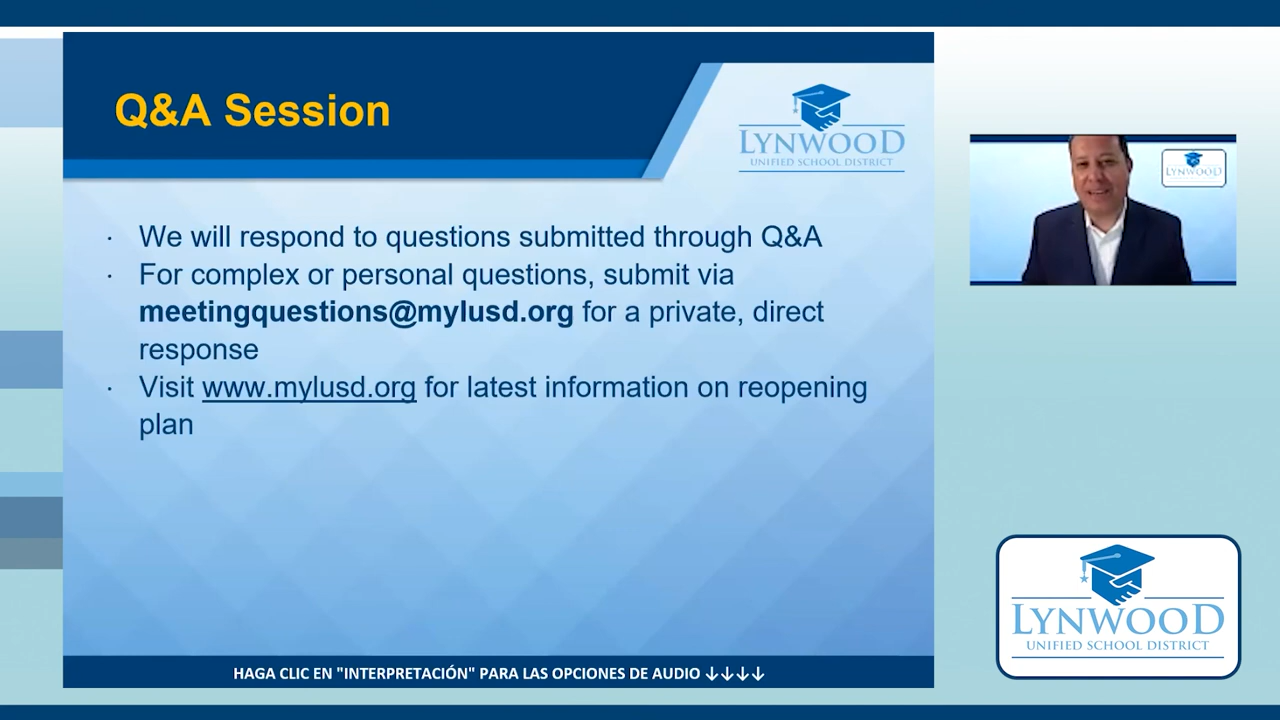 Q&A Session
LYNWOOD
UNIFIED SCHOOL DISTRICT
LYNWOOD
· We will respond to questions submitted through Q&A
· For complex or personal questions, submit via
meetingquestions@mylusd.org for a private, direct
response
· Visit www.mylusd.org for latest information on reopening
plan
LYNWOOD
UNIFIED SCHOOL DISTRICT
HAGA CLIC EN "INTERPRETACIÓN" PARA LAS OPCIONES DE AUDIO ↓↓↓↓